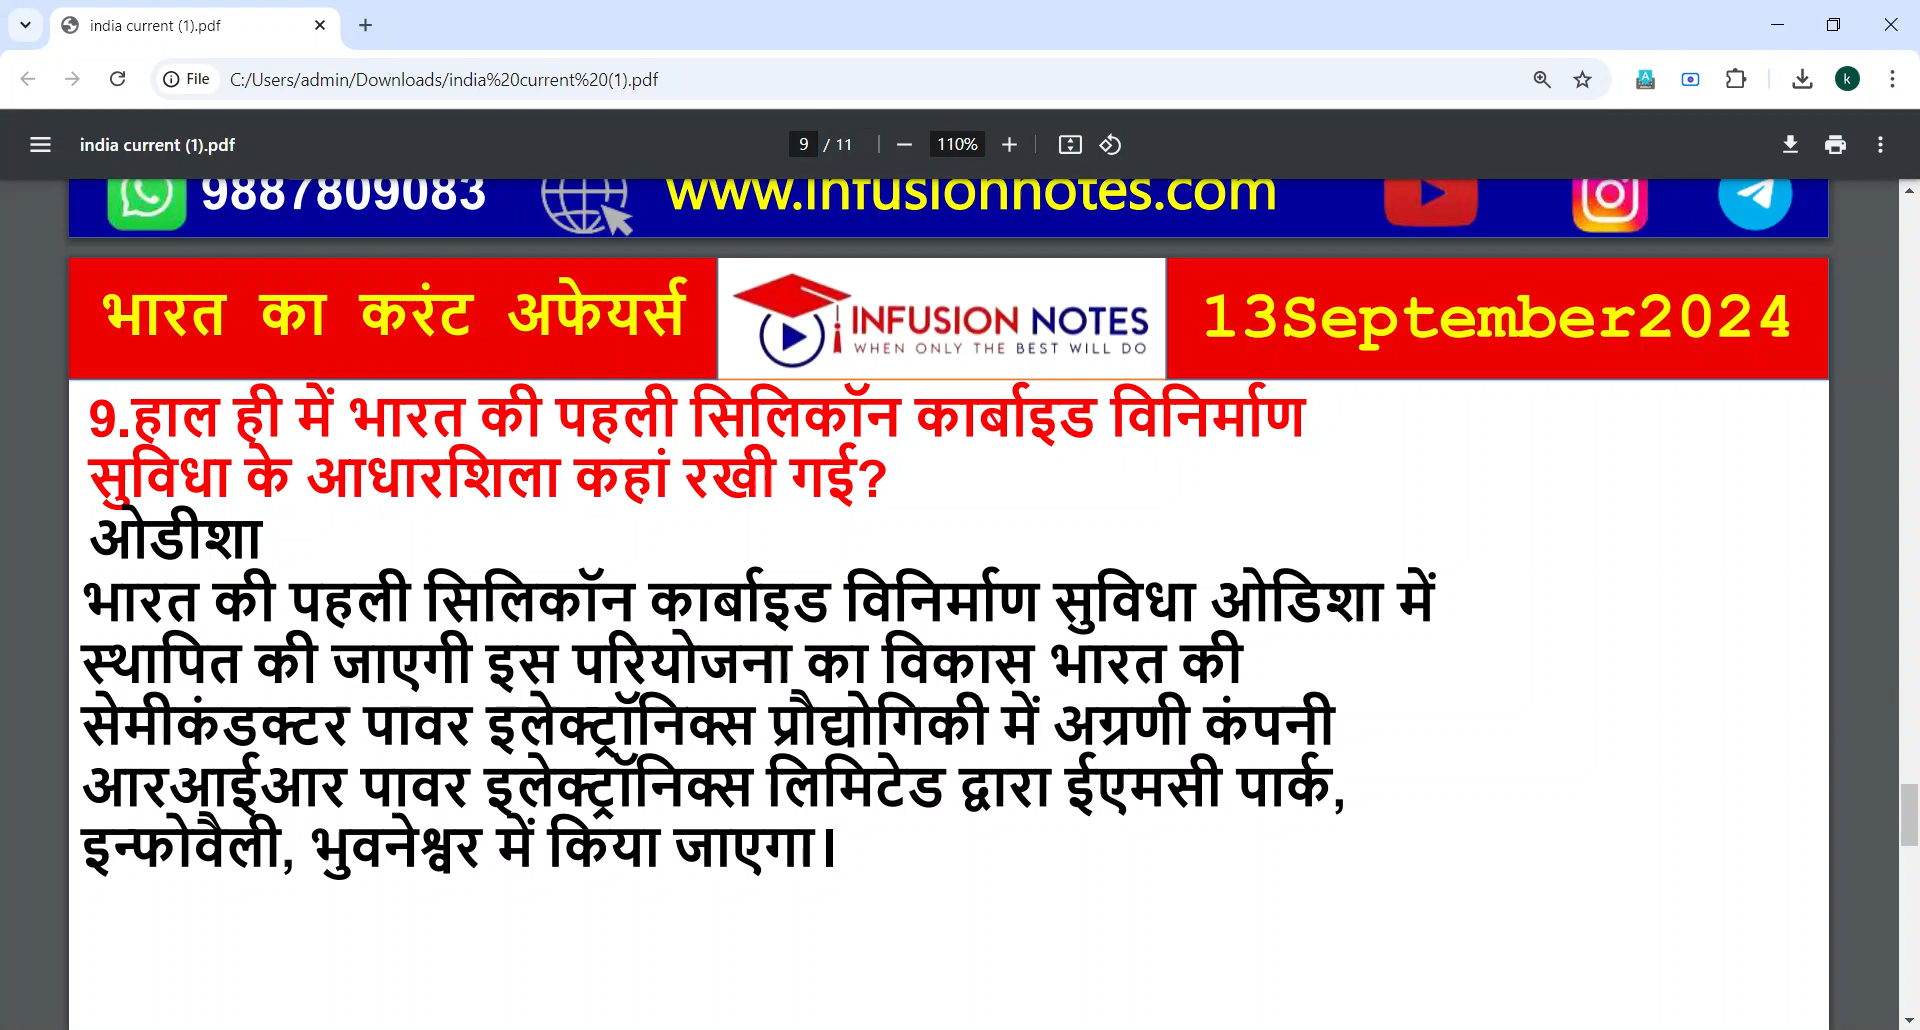 india current (1).pdf
File C:/Users/admin/Downloads/india%20current%20(1).pdf
k
india current (1).pdf 9 / 11 110%
9887809083 www.infusionnotes.com
भारत का करंट अफेयर्स
INFUSION NOTES
WHEN ONLY THE BEST WILL DO
13September2024
9.हाल ही में भारत की पहली सिलिकॉन कार्बाइड विनिर्माण
सुविधा के आधारशिला कहां रखी गई?
ओडीशा
भारत की पहली सिलिकॉन कार्बाइड विनिर्माण सुविधा ओडिशा में
स्थापित की जाएगी इस परियोजना का विकास भारत की
सेमीकंडक्टर पावर इलेक्ट्रॉनिक्स प्रौद्योगिकी में अग्रणी कंपनी
आरआईआर पावर इलेक्ट्रॉनिक्स लिमिटेड द्वारा ईएमसी पार्क,
इन्फोवैली, भुवनेश्वर में किया जाएगा।